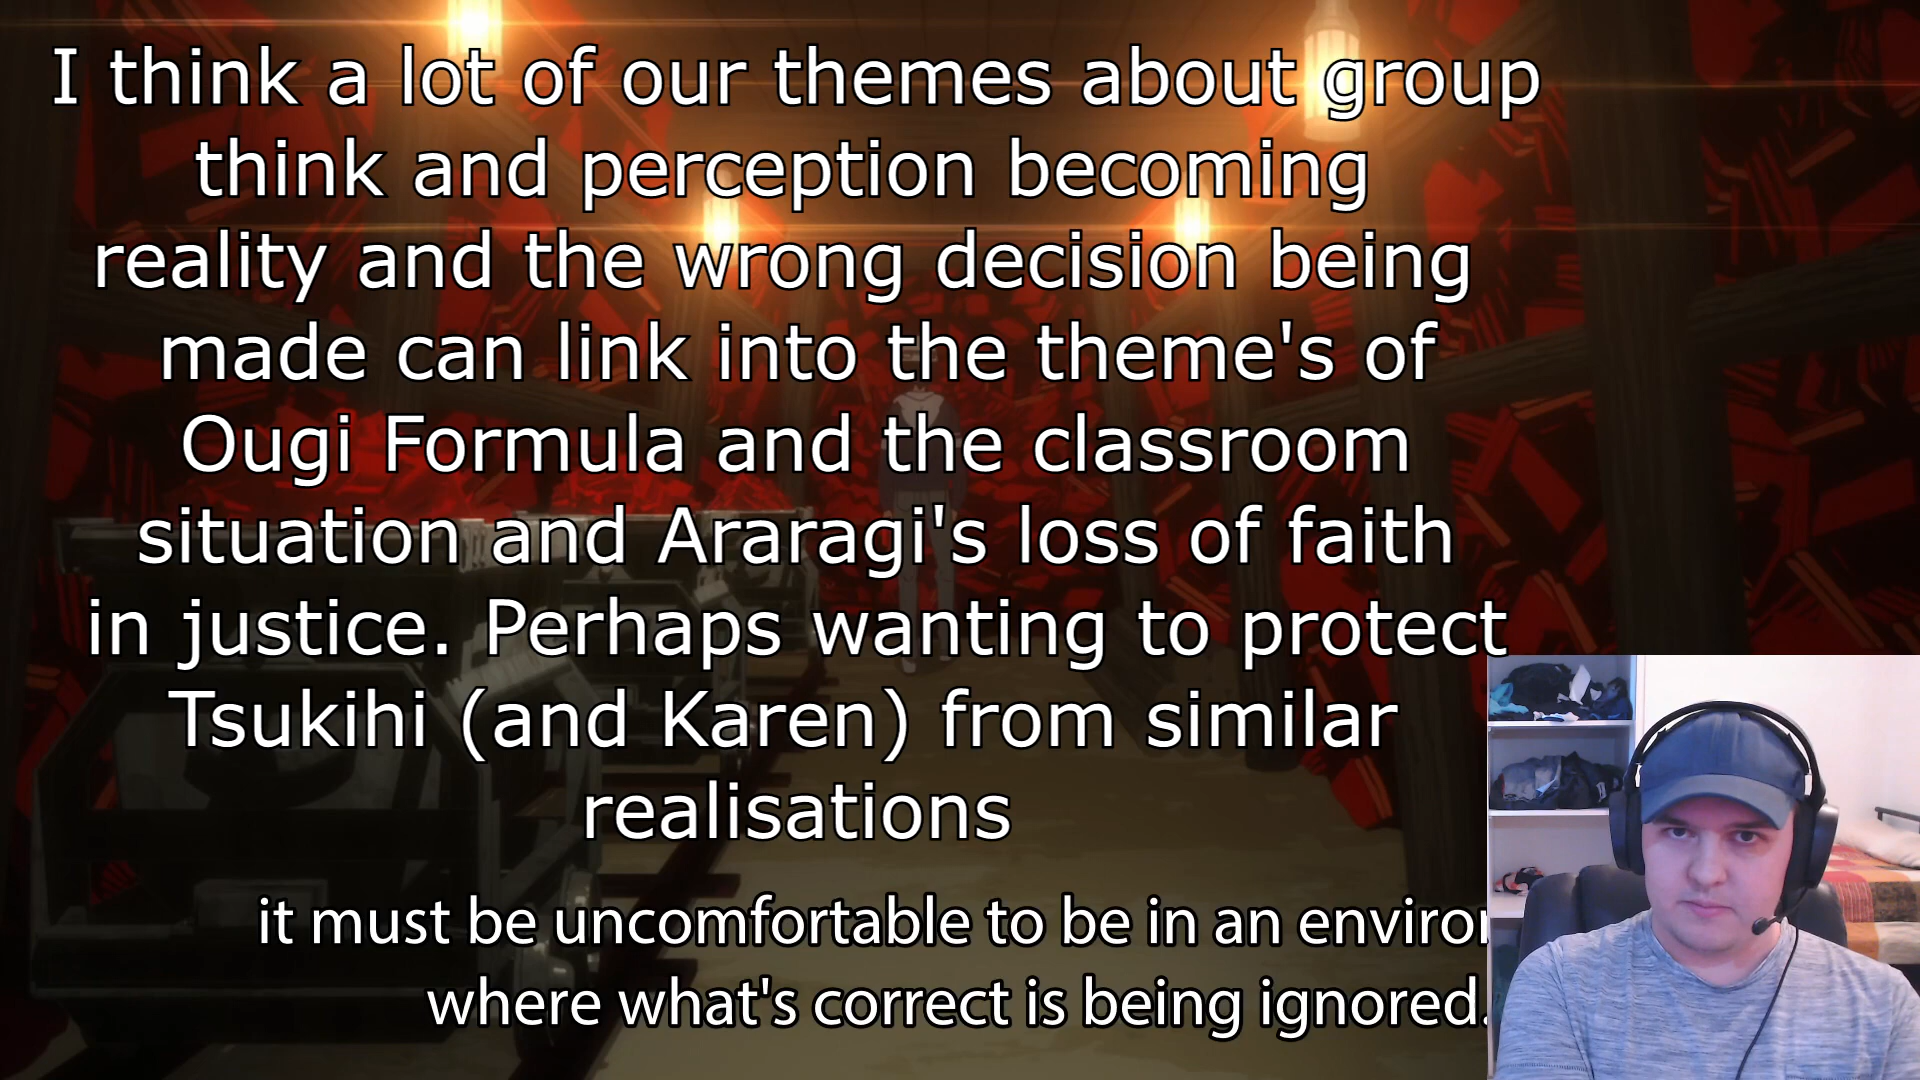 I think a lot of our themes about group
think and perception becoming
reality and the wrong decision being
made can link into the theme's of
Ougi Formula and the classroom
situation and Araragi's loss of faith
in justice. Perhaps wanting to protect
Tsukihi (and Karen) from similar
realisations
it must be uncomfortable to be in an
where what's correct is being ignored.